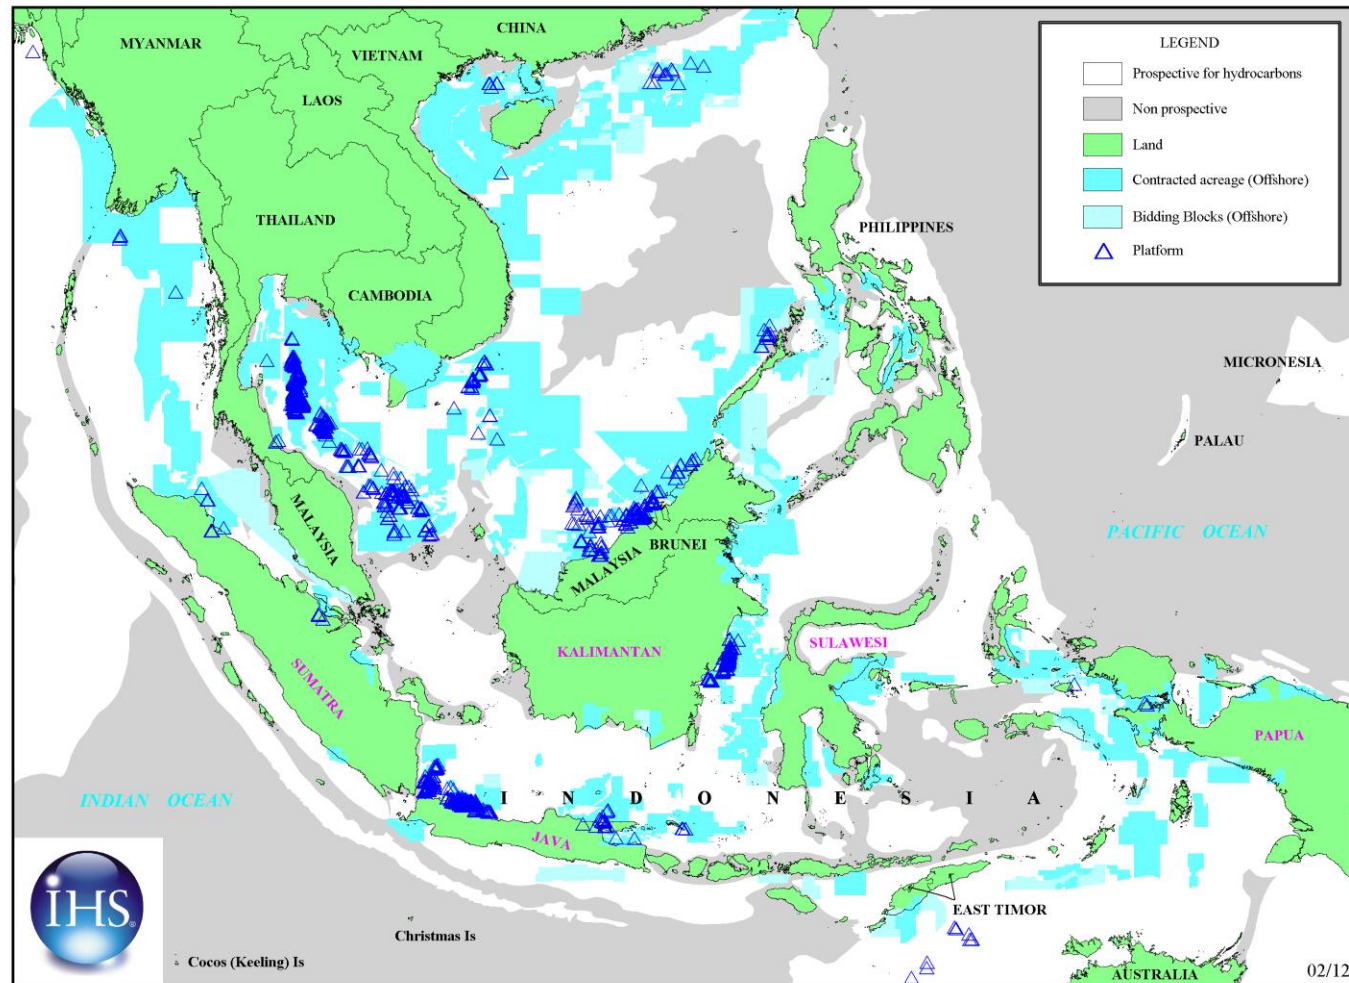 CHINA
MYANMAR
VIETNAM
LAOS
THAILAND
CAMBODIA
PHILIPPINES
LEGEND
Prospective for hydrocarbons
Non prospective
Land
Contracted acreage (Offshore)
Bidding Blocks (Offshore)
Platform
MICRONESIA
PALAU
PACIFIC OCEAN
MALAYSIA
BRUNEI
MALAYSIA
KALIMANTAN
SULAWESI
SUMATRA
PAPUA
INDIAN OCEAN
I N D O N E S I A
JAVA
EAST TIMOR
IHS®
Christmas Is
Cocos (Keeling) Is
AUSTRALIA
02/12